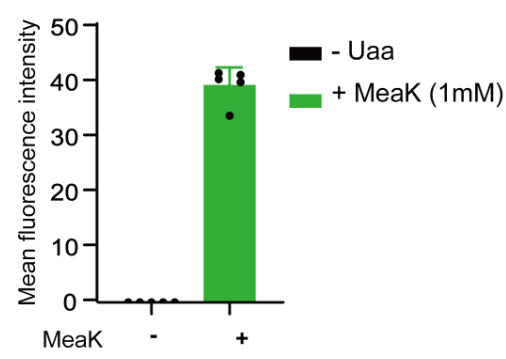 Mean fluorescence intensity
50
40
30
20
10
0
MeaK - +
- Uaa
+ MeaK (1mM)